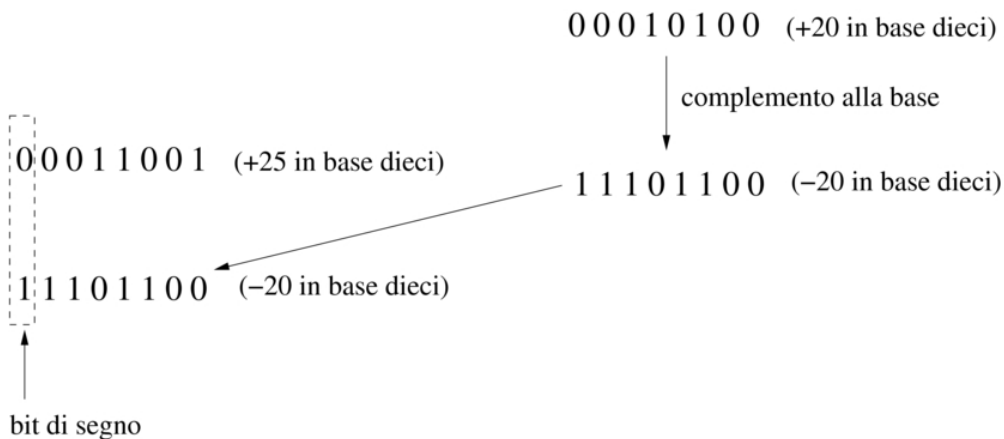 0 0 0 1 0 1 0 0 (+20 in base dieci)
complemento alla base
0 0 0 1 1 0 0 1 (+25 in base dieci)
1 1 1 0 1 1 0 0 (−20 in base dieci)
1 1 1 0 1 1 0 0 (−20 in base dieci)
bit di segno